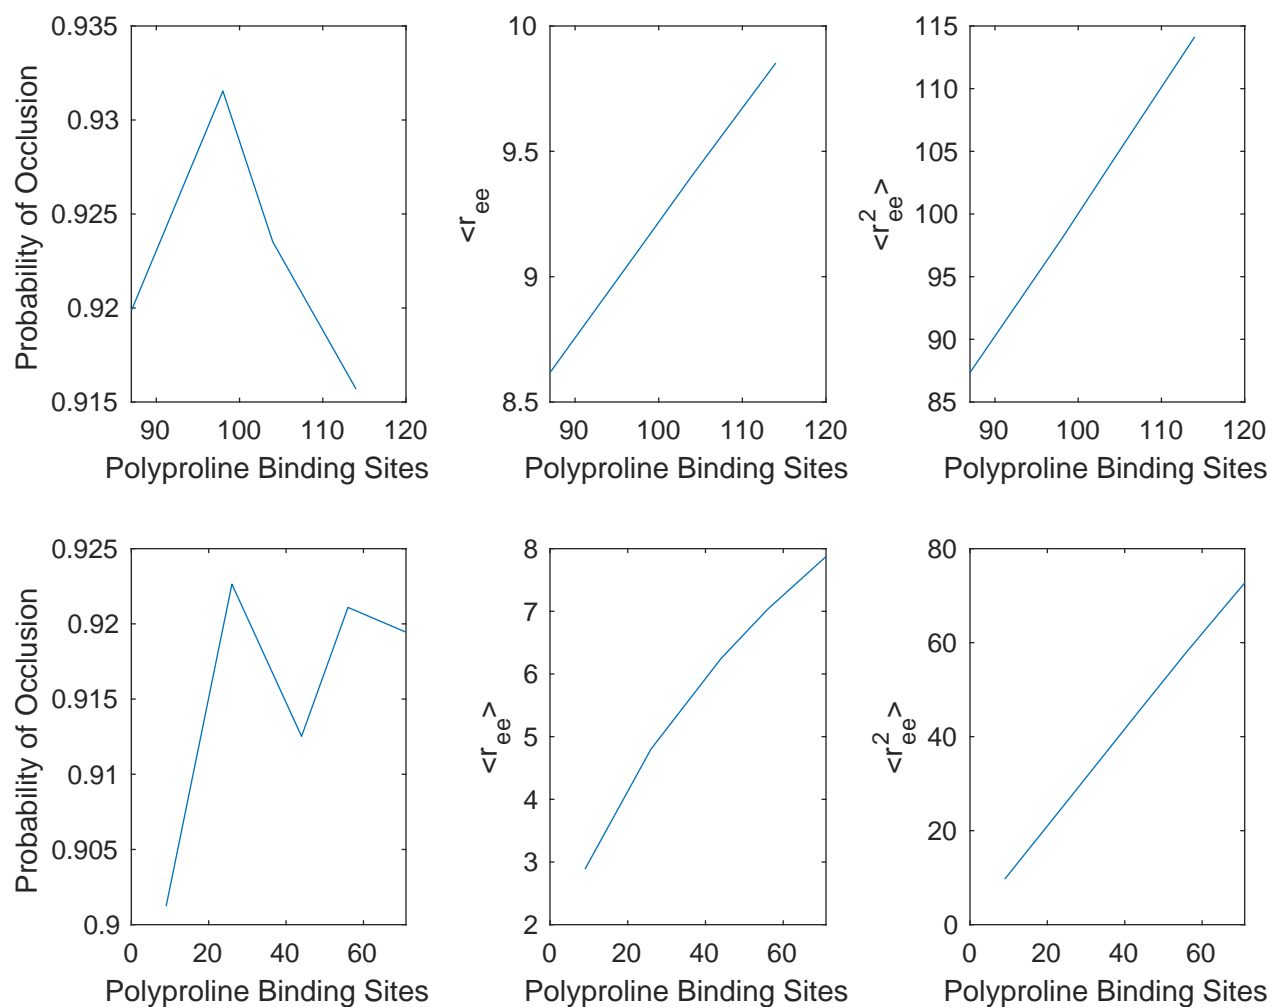 0.935
0.93
0.925
0.92
0.915
Probability of Occlusion
90 100 110 120
Polyproline Binding Sites
10
9.5
9
8.5
<r_ee
90 100 110 120
Polyproline Binding Sites
115
110
105
100
95
90
85
<r²_ee>
90 100 110 120
Polyproline Binding Sites
0.925
0.92
0.915
0.91
0.905
0.9
Probability of Occlusion
0 20 40 60
Polyproline Binding Sites
8
7
6
5
4
3
2
<r_ee>
0 20 40 60
Polyproline Binding Sites
80
60
40
20
0
<r²_ee>
0 20 40 60
Polyproline Binding Sites